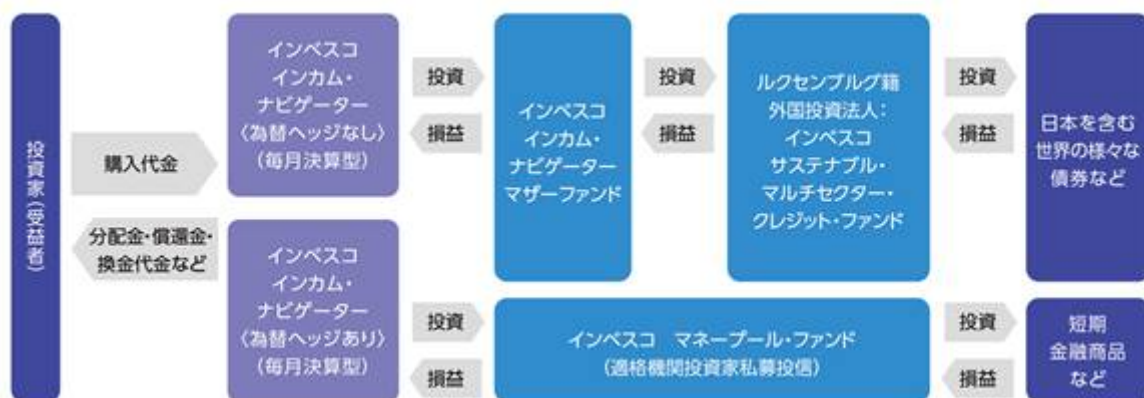 投資家(受益者)
購入代金
分配金・償還金・
換金代金など
インベスコ
インカム・
ナビゲーター
〈為替ヘッジなし〉
(毎月決算型)
インベスコ
インカム・
ナビゲーター
〈為替ヘッジあり〉
(毎月決算型)
投資
損益
インベスコ
インカム・
ナビゲーター
マザーファンド
投資
損益
ルクセンブルグ籍
外国投資法人:
インベスコ
サステナブル・
マルチセクター・
クレジット・ファンド
投資
損益
日本を含む
世界の様々な
債券など
投資
損益
インベスコ マネープール・ファンド
(適格機関投資家私募投信)
投資
損益
短期
金融商品
など